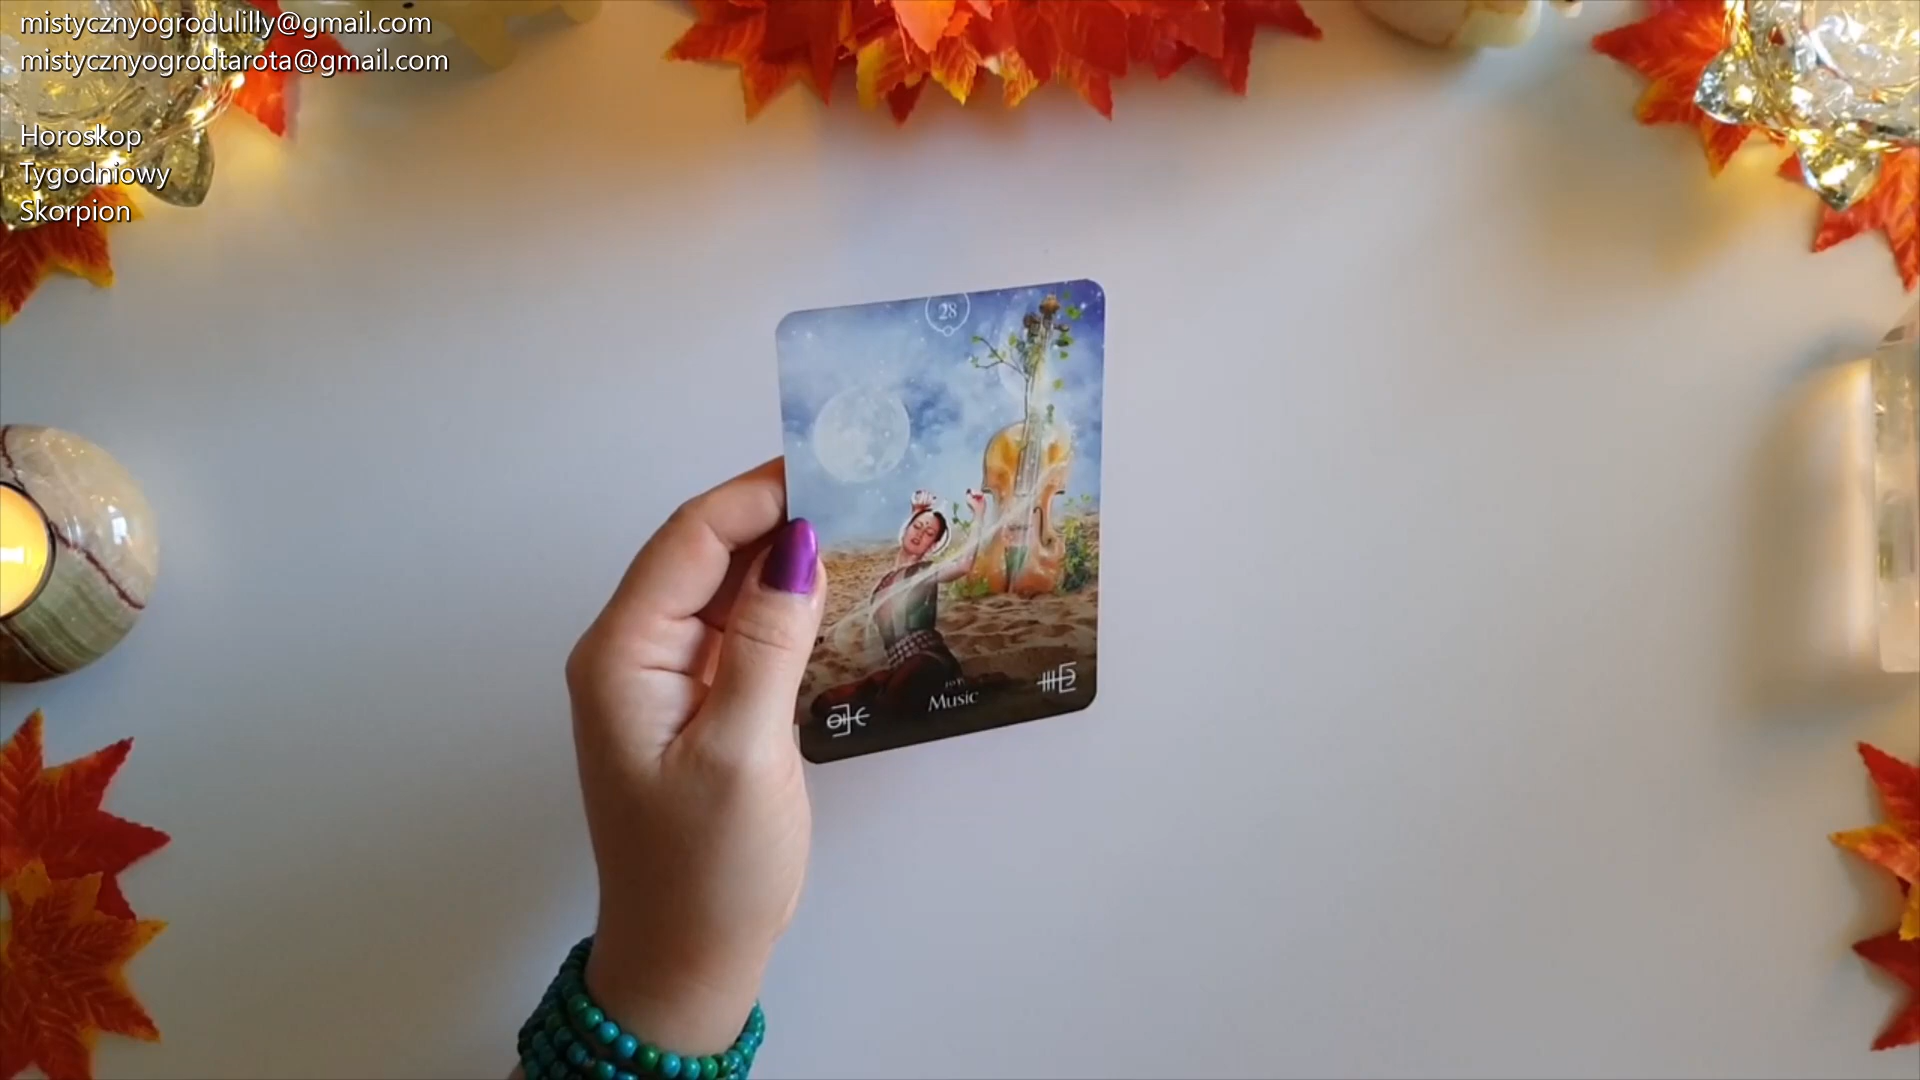 mistycznyogrodulilly@gmail.com
mistycznyogrodtarota@gmail.com
Horoskop
Tygodniowy
Skorpion
28
Music